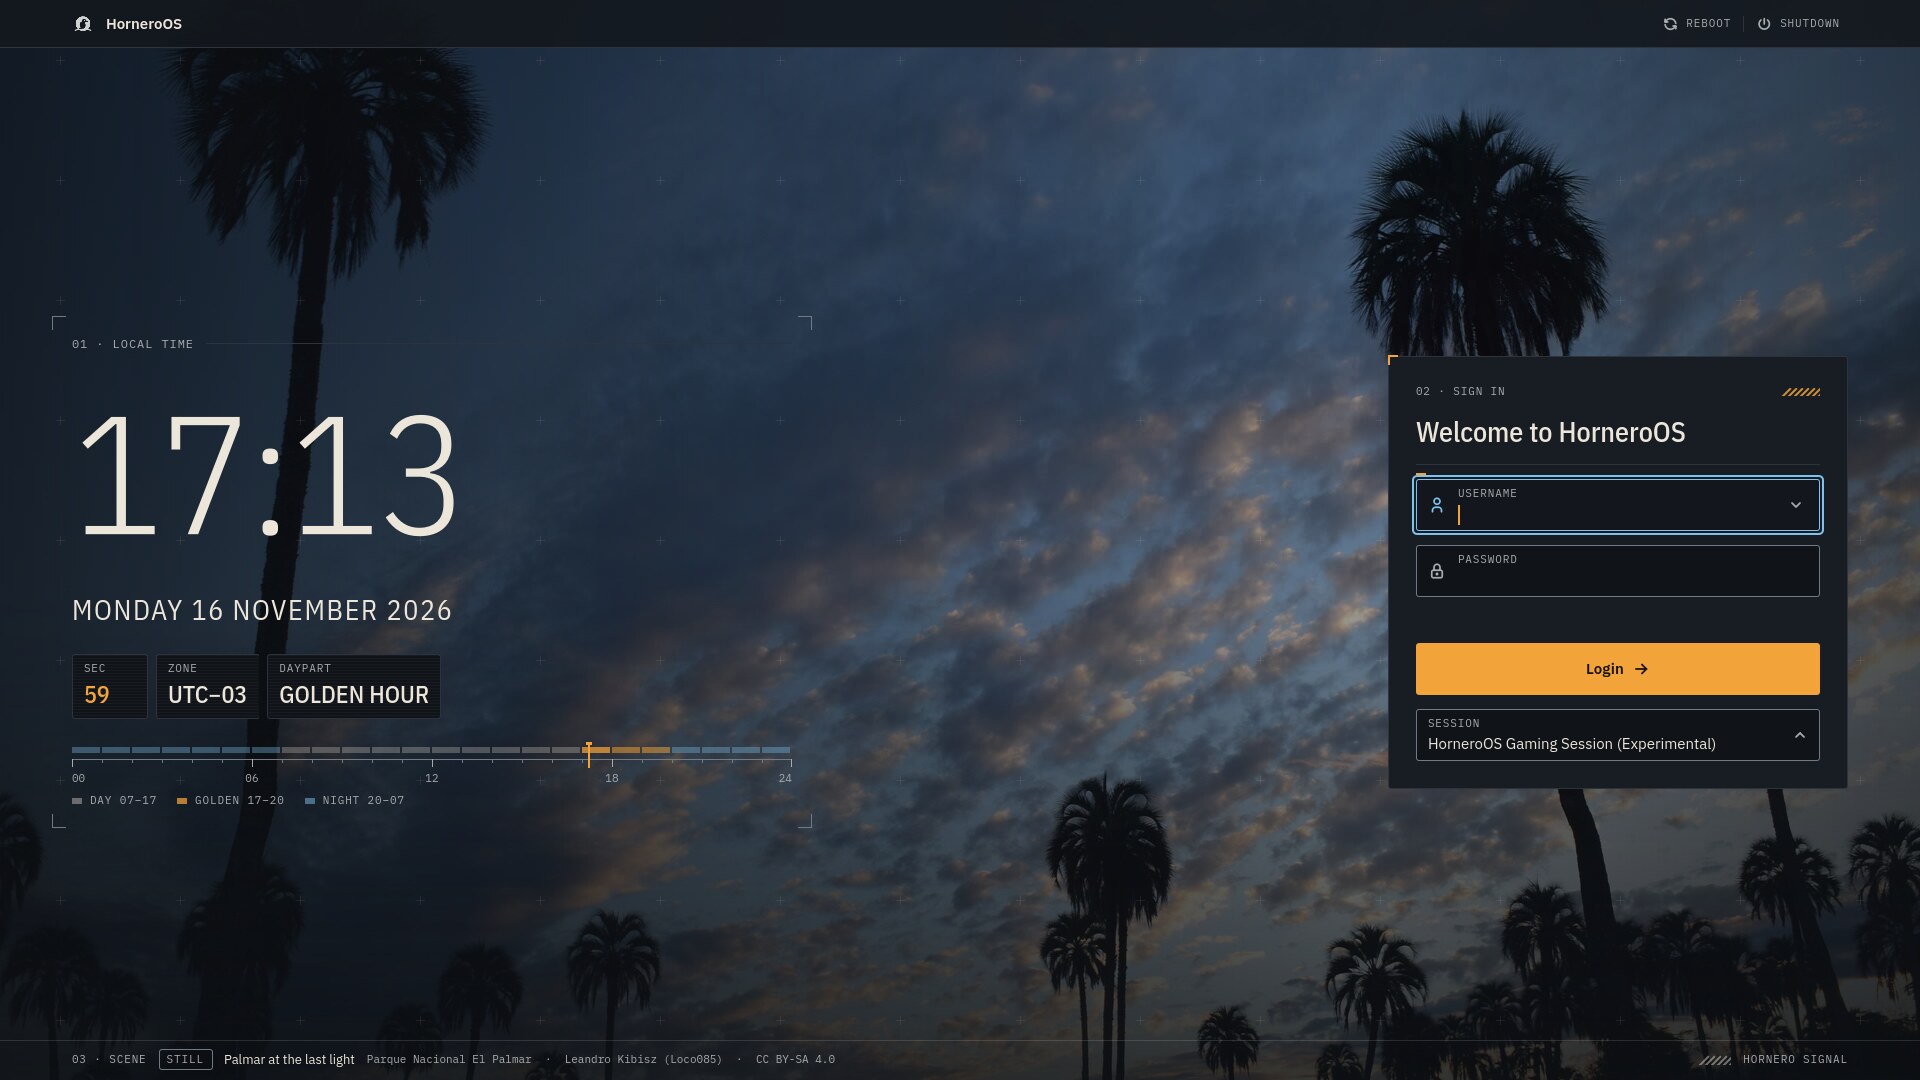 HorneroOS
REBOOT
SHUTDOWN
01 · LOCAL TIME
17:13
MONDAY 16 NOVEMBER 2026
SEC
59
ZONE
UTC−03
DAYPART
GOLDEN HOUR
00 06 12 18 24
DAY 07–17 GOLDEN 17–20 NIGHT 20–07
02 · SIGN IN
Welcome to HorneroOS
USERNAME
PASSWORD
Login →
SESSION
HorneroOS Gaming Session (Experimental)
03 · SCENE STILL Palmar at the last light Parque Nacional El Palmar · Leandro Kibisz (Loco085) · CC BY-SA 4.0
HORNERO SIGNAL